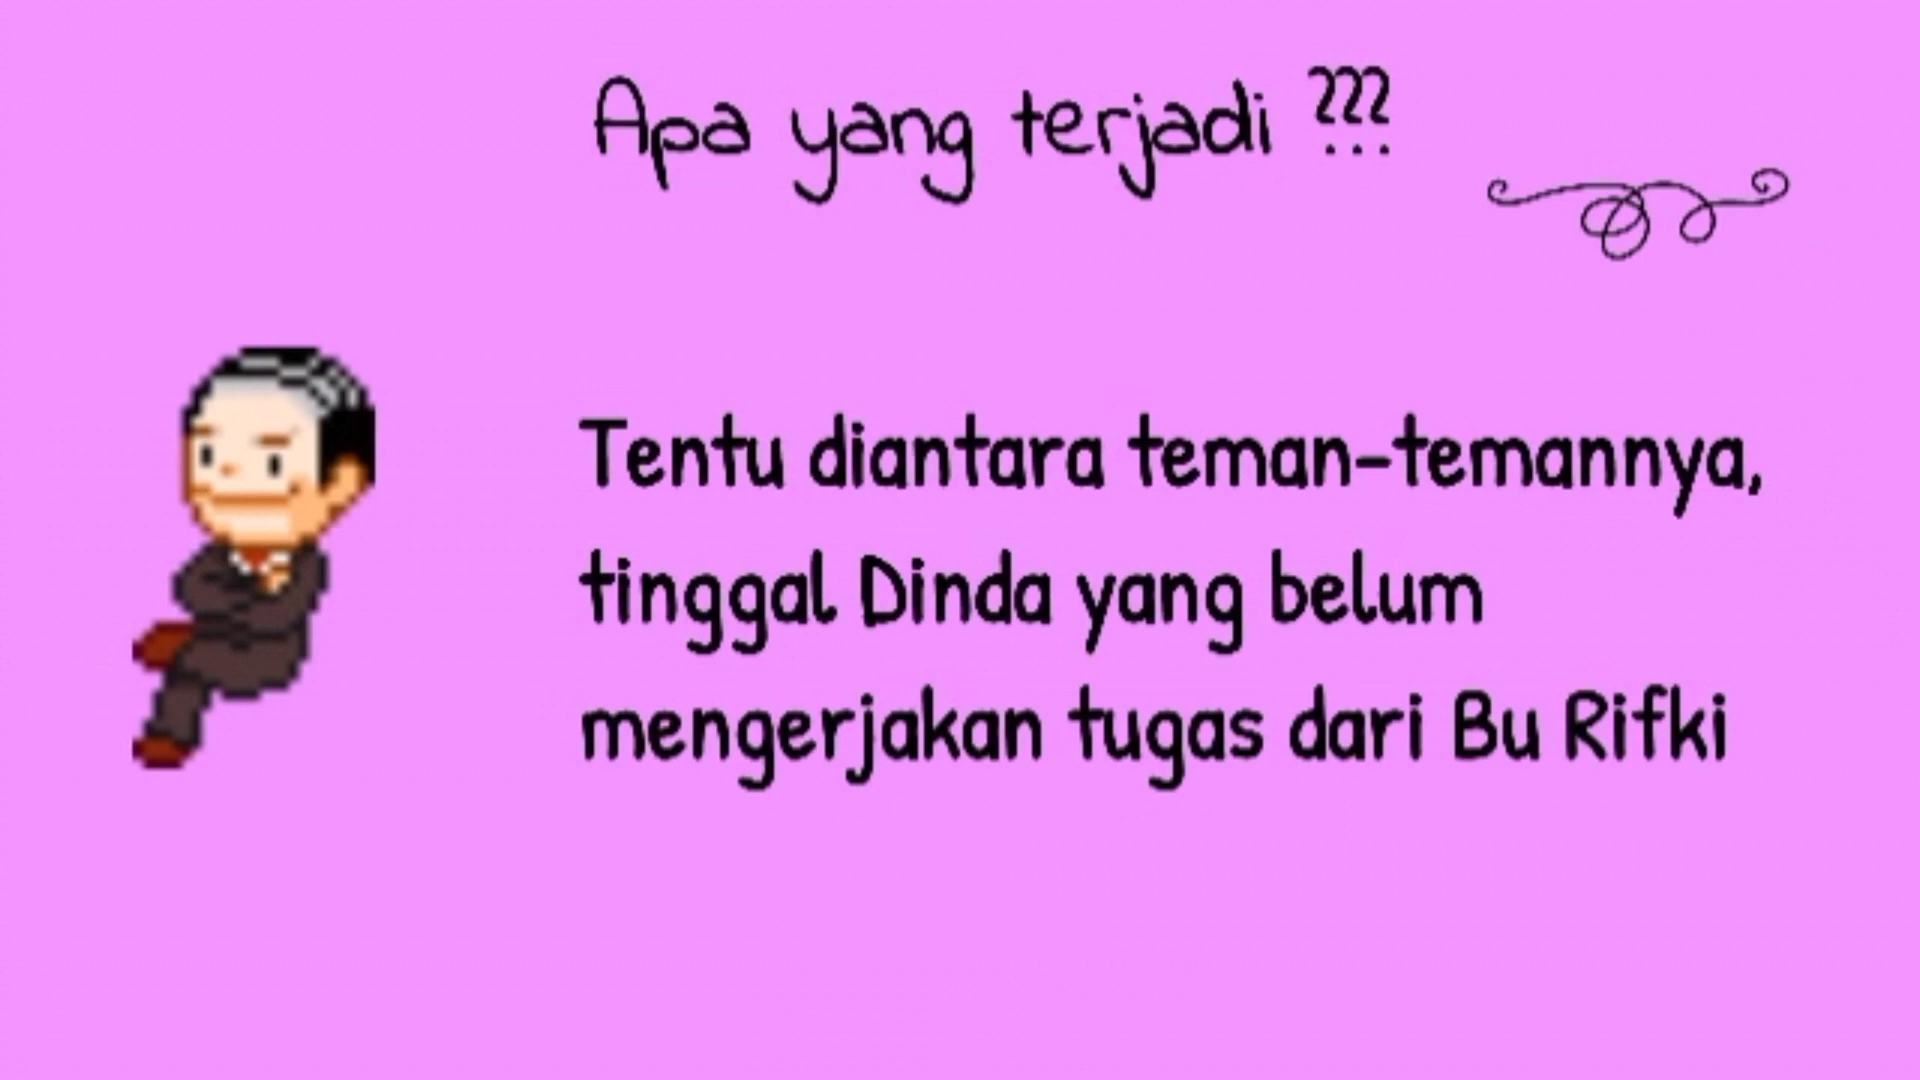 Apa yang terjadi ???
Tentu diantara teman-temannya,
tinggal Dinda yang belum
mengerjakan tugas dari Bu Rifki